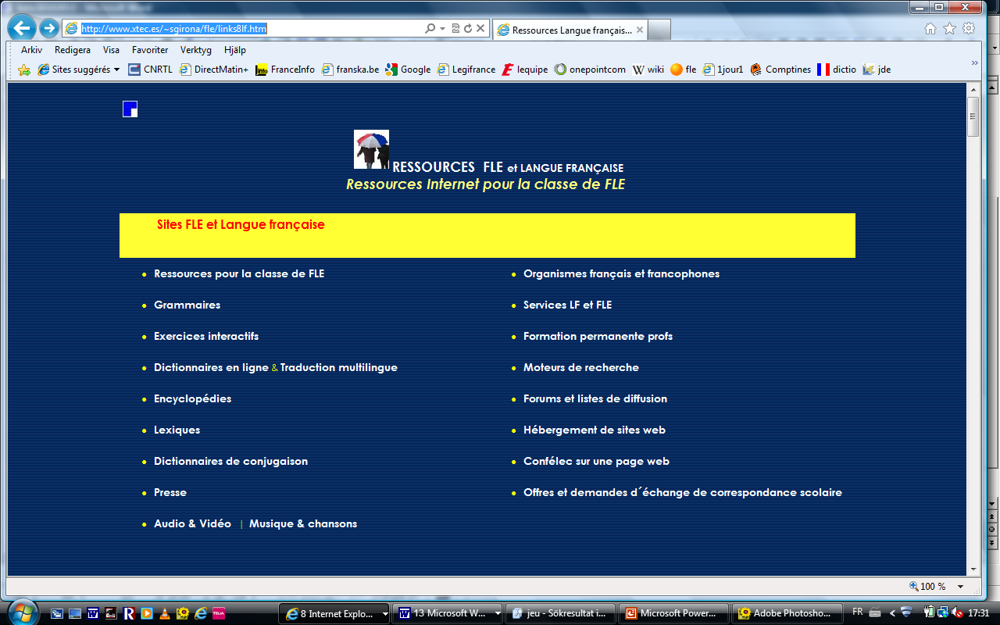 http://www.xtec.es/~sgirona/fle/links8lf.htm
Ressources Langue français...
Arkiv Redigera Visa Favoriter Verktyg Hjälp
Sites suggérés CNRTL DirectMatin+ FranceInfo franska.be Google Legifrance lequipe onepointcom wiki fle 1jour1 Comptines dictio jde
RESSOURCES FLE et LANGUE FRANÇAISE
Ressources Internet pour la classe de FLE
Sites FLE et Langue française
Ressources pour la classe de FLE
Grammaires
Exercices interactifs
Dictionnaires en ligne & Traduction multilingue
Encyclopédies
Lexiques
Dictionnaires de conjugaison
Presse
Audio & Vidéo | Musique & chansons
Organismes français et francophones
Services LF et FLE
Formation permanente profs
Moteurs de recherche
Forums et listes de diffusion
Hébergement de sites web
Confélec sur une page web
Offres et demandes d´échange de correspondance scolaire
100 %
8 Internet Explo... 13 Microsoft W... jeu - Sökresultat i... Microsoft Power... Adobe Photosho... FR 17:31